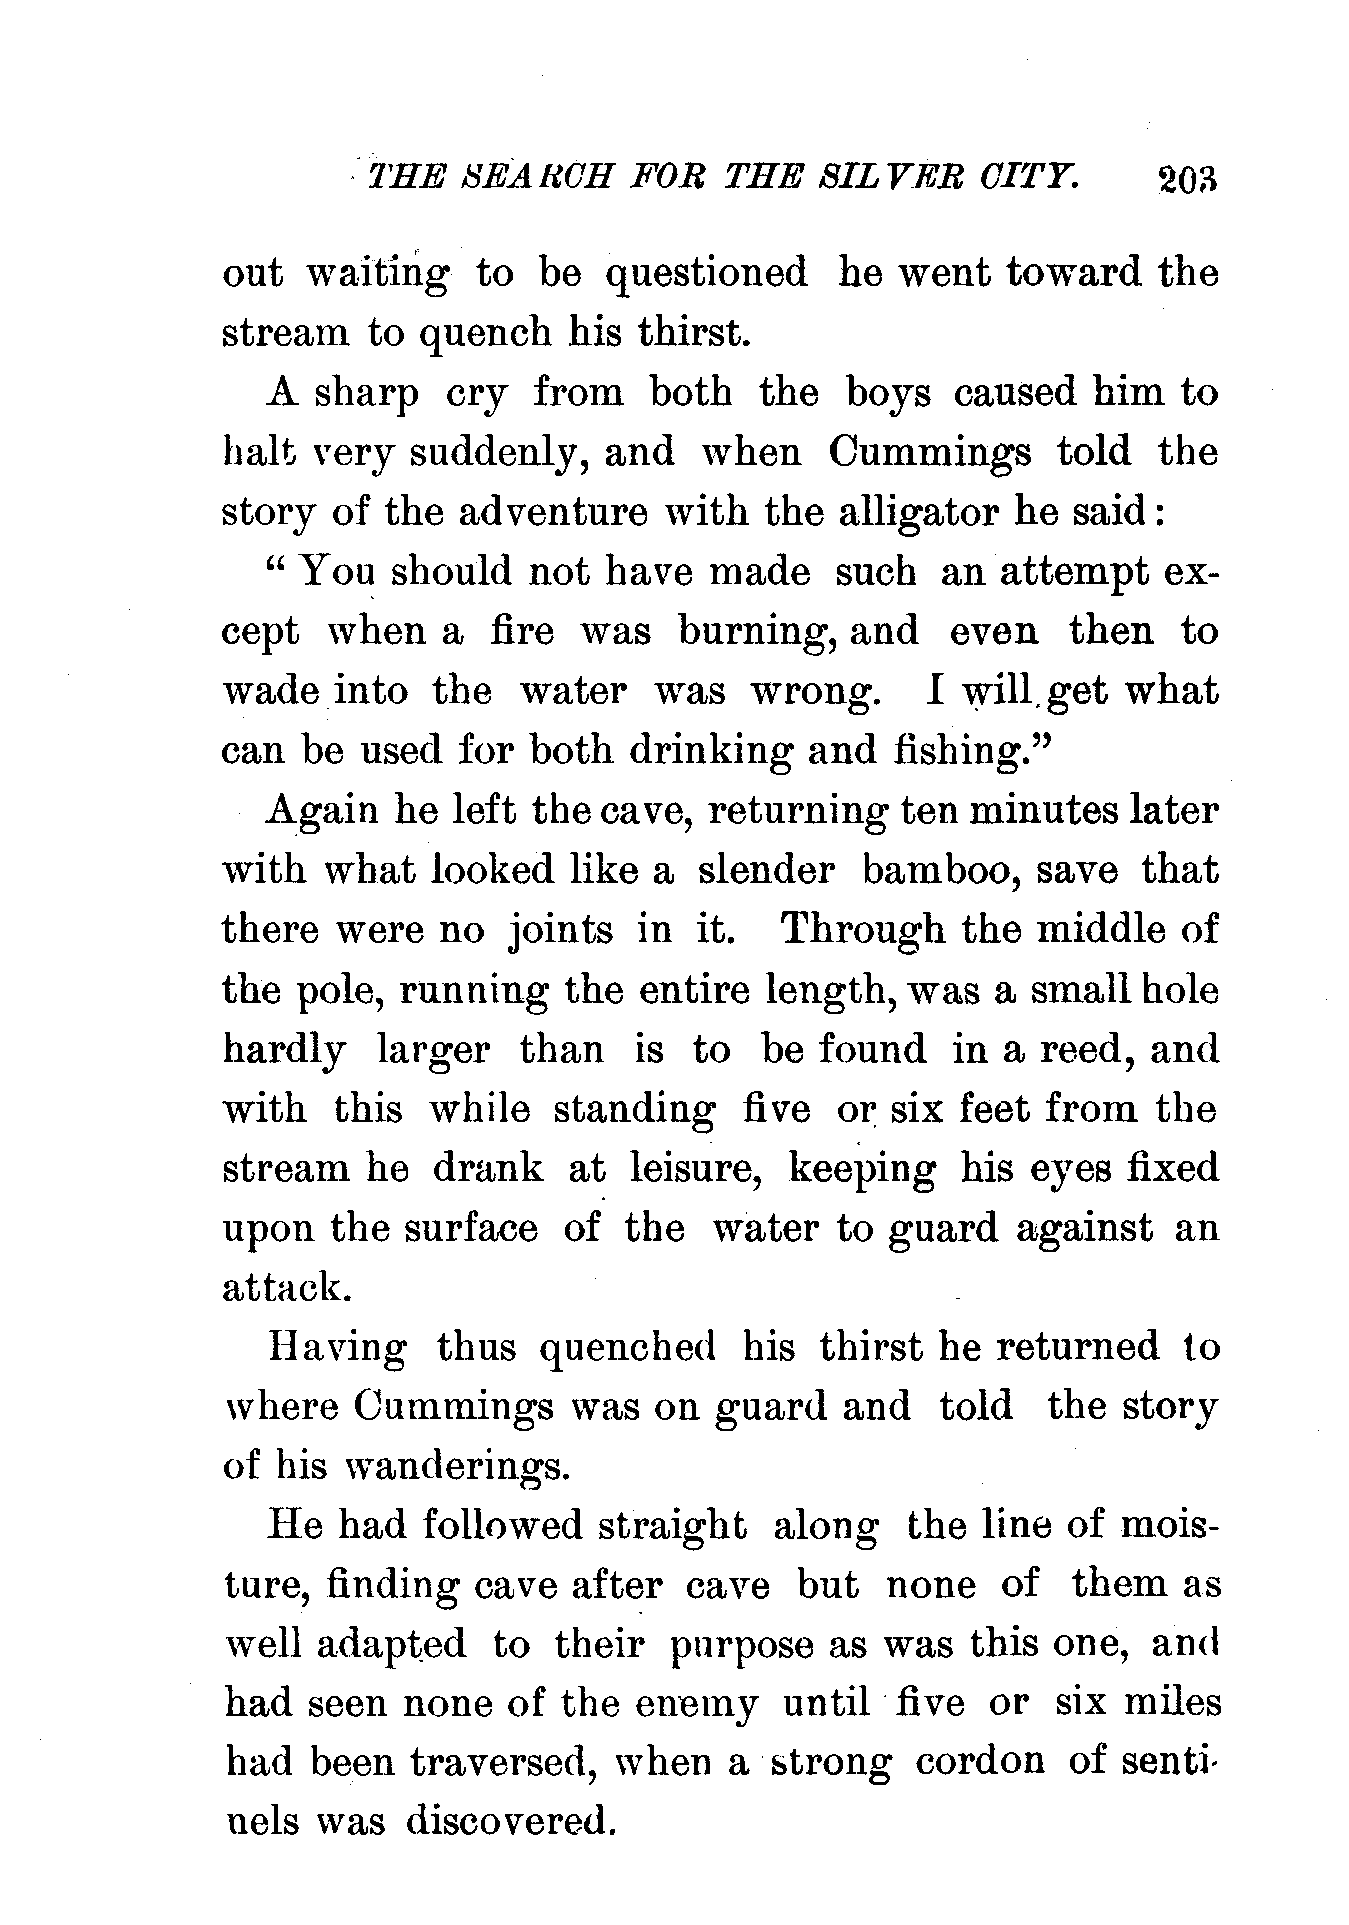 THE SEARCH FOR THE SILVER CITY. 203
out waiting to be questioned he went toward the
stream to quench his thirst.
A sharp cry from both the boys caused him to
halt very suddenly, and when Cummings told the
story of the adventure with the alligator he said:
“You should not have made such an attempt ex-
cept when a fire was burning, and even then to
wade into the water was wrong. I will get what
can be used for both drinking and fishing.”
Again he left the cave, returning ten minutes later
with what looked like a slender bamboo, save that
there were no joints in it. Through the middle of
the pole, running the entire length, was a small hole
hardly larger than is to be found in a reed, and
with this while standing five or six feet from the
stream he drank at leisure, keeping his eyes fixed
upon the surface of the water to guard against an
attack.
Having thus quenched his thirst he returned to
where Cummings was on guard and told the story
of his wanderings.
He had followed straight along the line of mois-
ture, finding cave after cave but none of them as
well adapted to their purpose as was this one, and
had seen none of the enemy until five or six miles
had been traversed, when a strong cordon of senti-
nels was discovered.